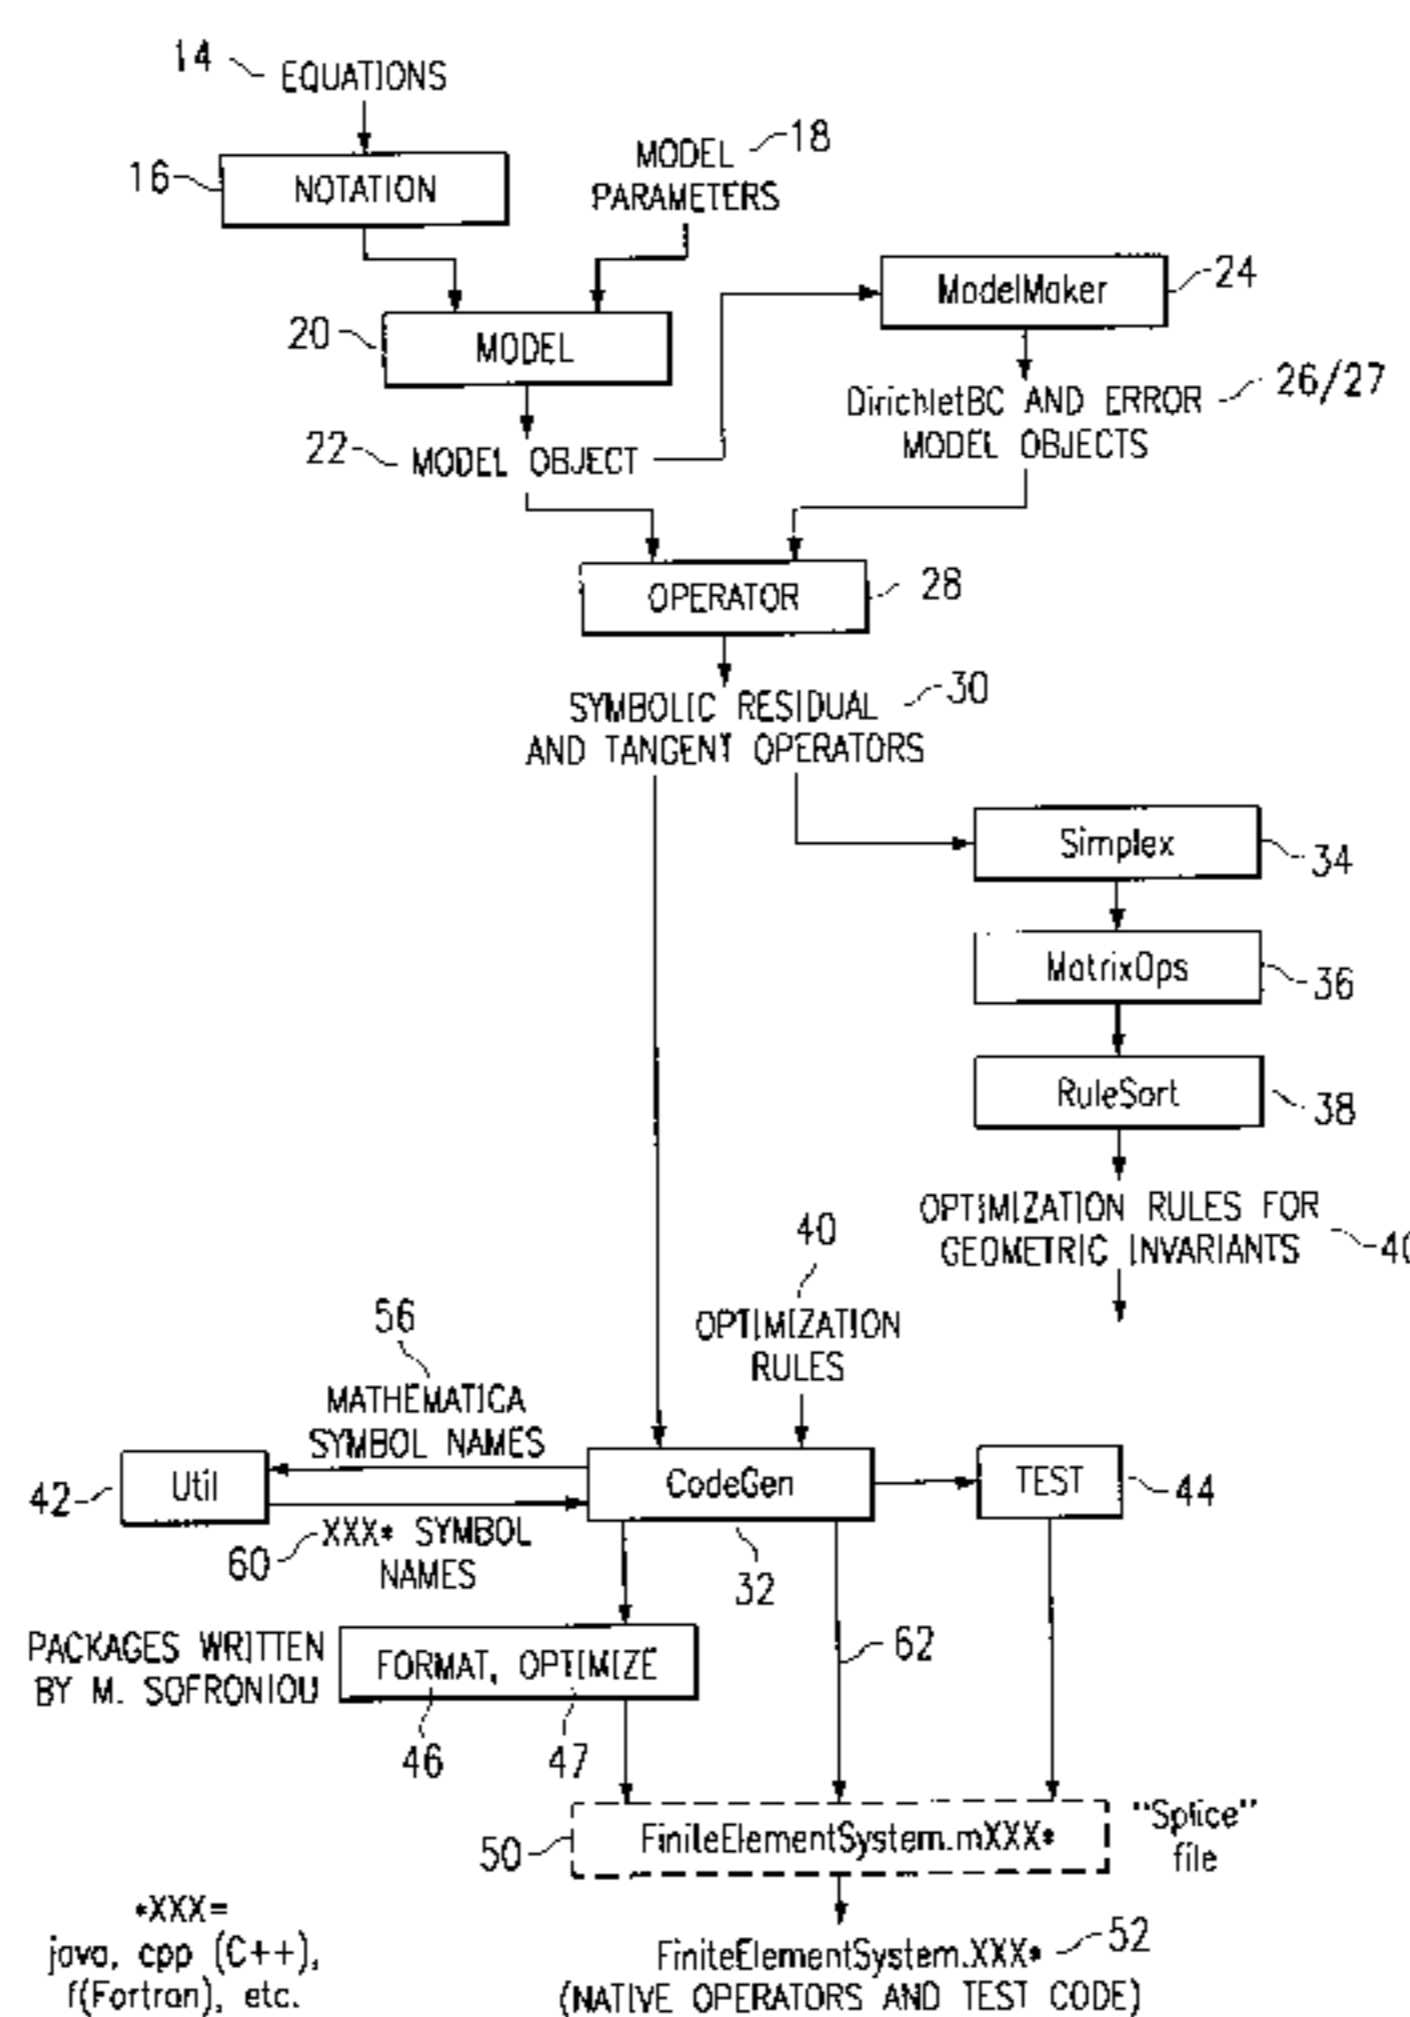 14
EQUATIONS
16
NOTATION
MODEL
PARAMETERS
18
20
MODEL
ModelMaker
24
22
MODEL OBJECT
DirichletBC AND ERROR
MODEL OBJECTS
26/27
OPERATOR
28
SYMBOLIC RESIDUAL
AND TANGENT OPERATORS
30
Simplex
34
MatrixOps
36
RuleSort
38
OPTIMIZATION RULES FOR
GEOMETRIC INVARIANTS
40
40
OPTIMIZATION
RULES
56
MATHEMATICA
SYMBOL NAMES
42
Util
CodeGen
32
TEST
44
60
XXX* SYMBOL
NAMES
PACKAGES WRITTEN
BY M. SOFRONIOU
FORMAT, OPTIMIZE
46
47
62
50
FiniteElementSystem.mXXX*
"Splice"
file
*XXX=
java, cpp (C++),
f(Fortran), etc.
FiniteElementSystem.XXX*
52
(NATIVE OPERATORS AND TEST CODE)